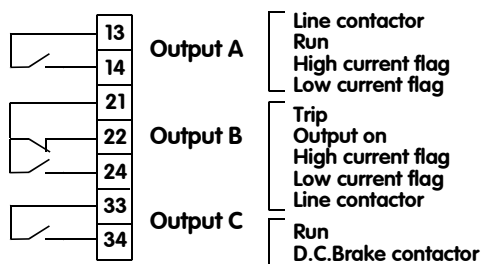 13
14
21
22
24
33
34
Output A
Output B
Output C
Line contactor
Run
High current flag
Low current flag
Trip
Output on
High current flag
Low current flag
Line contactor
Run
D.C.Brake contactor